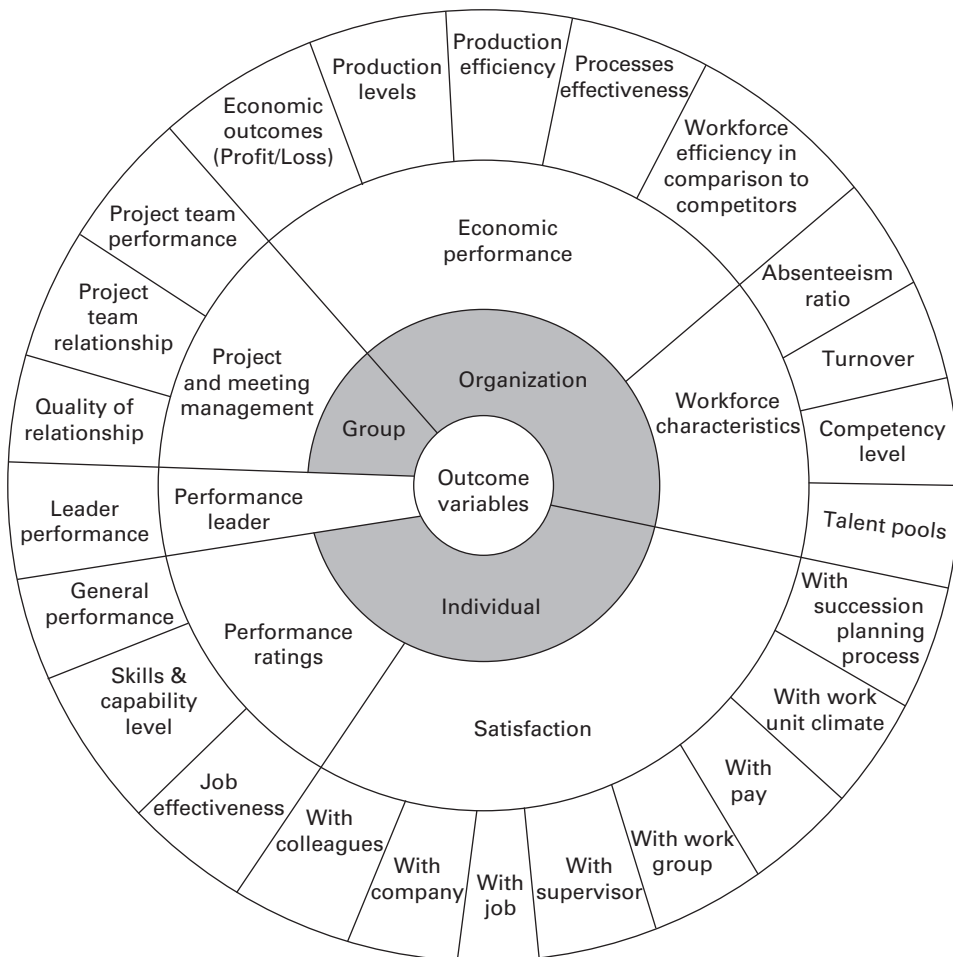 Production
efficiency
Production
levels
Processes
effectiveness
Economic
outcomes
(Profit/Loss)
Workforce
efficiency in
comparison to
competitors
Project team
performance
Economic
performance
Absenteeism
ratio
Project
team
relationship
Turnover
Project
and meeting
management
Organization
Workforce
characteristics
Quality of
relationship
Group
Competency
level
Outcome
variables
Performance
leader
Leader
performance
Talent pools
General
performance
Individual
With
succession
planning
process
Performance
ratings
Skills &
capability
level
With work
unit climate
Satisfaction
Job
effectiveness
With
pay
With
colleagues
With work
group
With
company
With
job
With
supervisor